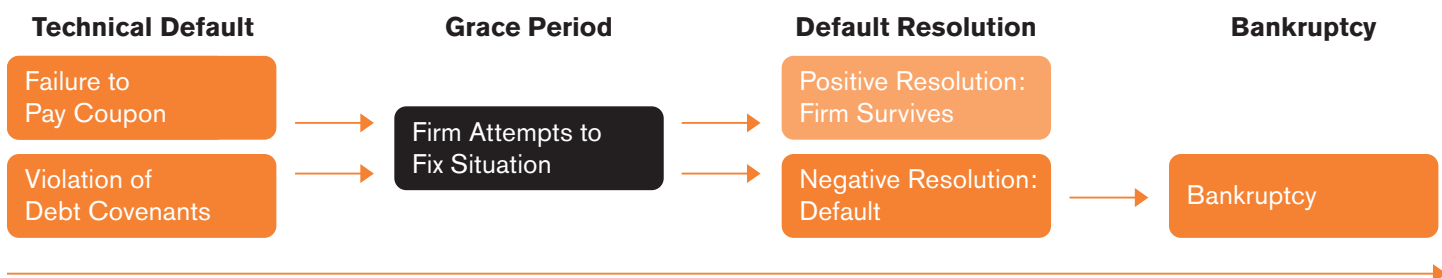 Technical Default
Grace Period
Default Resolution
Bankruptcy
Failure to
Pay Coupon
Violation of
Debt Covenants
Firm Attempts to
Fix Situation
Positive Resolution:
Firm Survives
Negative Resolution:
Default
Bankruptcy